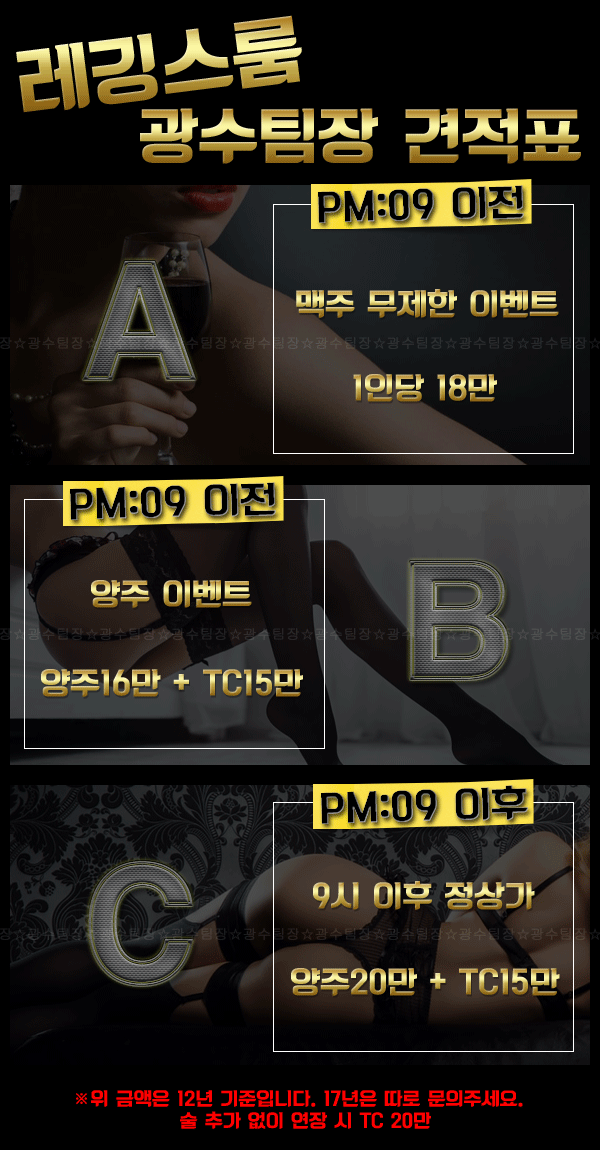 레깅스룸
광수팀장 견적표
PM:09 이전
A
맥주 무제한 이벤트
장☆광수팀장☆광수팀장☆광수팀장☆광수팀장☆광수팀장☆광수팀장☆
1인당 18만
PM:09 이전
양주 이벤트
B
장☆광수팀장☆광수팀장☆광수팀장☆광수팀장☆광수팀장☆광수팀장☆
양주16만 + TC15만
PM:09 이후
C
9시 이후 정상가
장☆광수팀장☆광수팀장☆광수팀장☆광수팀장☆광수팀장☆광수팀장☆
양주20만 + TC15만
※위 금액은 12년 기준입니다. 17년은 따로 문의주세요.
술 추가 없이 연장 시 TC 20만